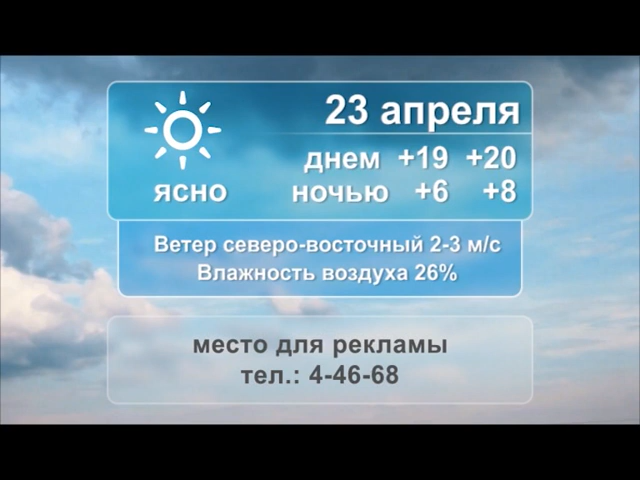 23 апреля
ясно
днем +19 +20
ночью +6 +8
Ветер северо-восточный 2-3 м/с
Влажность воздуха 26%
место для рекламы
тел.: 4-46-68